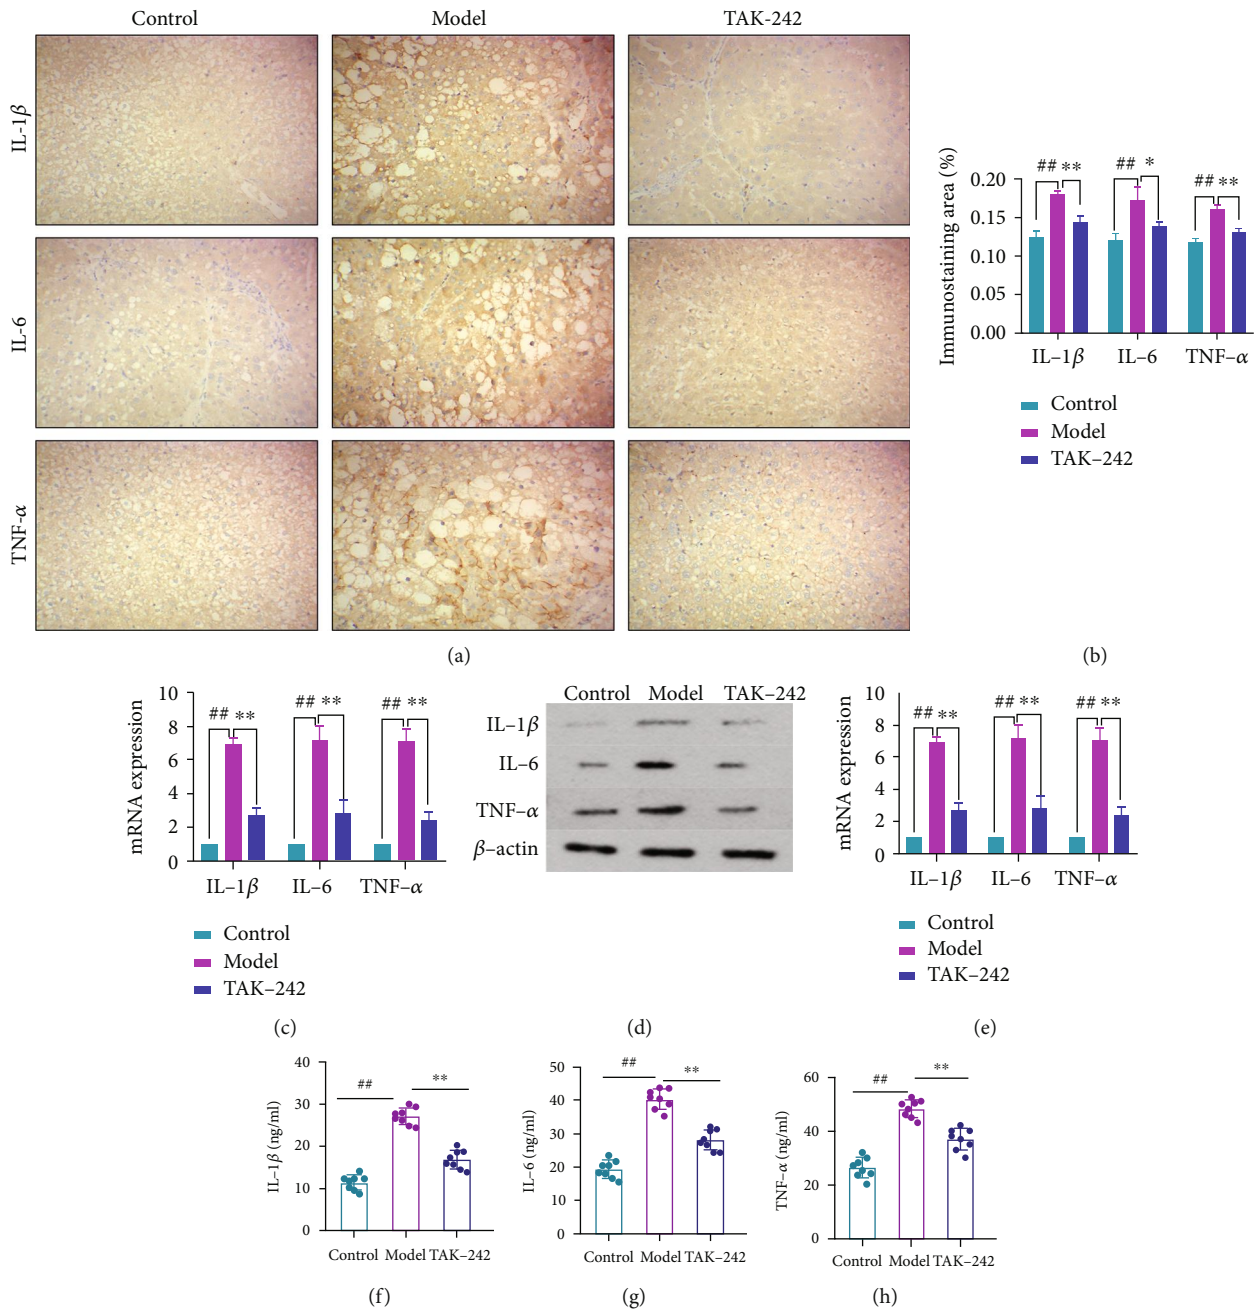 Control Model TAK-242
IL-1β
IL-6
TNF-α
(a)
Immunostaining area (%)
0.20
0.15
0.10
0.05
0.00
## ** ## * ## **
IL–1β IL–6 TNF–α
Control
Model
TAK–242
(b)
mRNA expression
10
8
6
4
2
0
## ** ## ** ## **
IL–1β IL–6 TNF–α
Control
Model
TAK–242
(c)
Control Model TAK–242
IL–1β
IL–6
TNF–α
β–actin
(d)
mRNA expression
10
8
6
4
2
0
## ** ## ** ## **
IL–1β IL–6 TNF–α
Control
Model
TAK–242
(e)
IL–1β (ng/ml)
40
30
20
10
0
## **
Control Model TAK–242
(f)
IL–6 (ng/ml)
50
40
30
20
10
0
## **
Control Model TAK–242
(g)
TNF–α (ng/ml)
60
40
20
0
## **
Control Model TAK–242
(h)